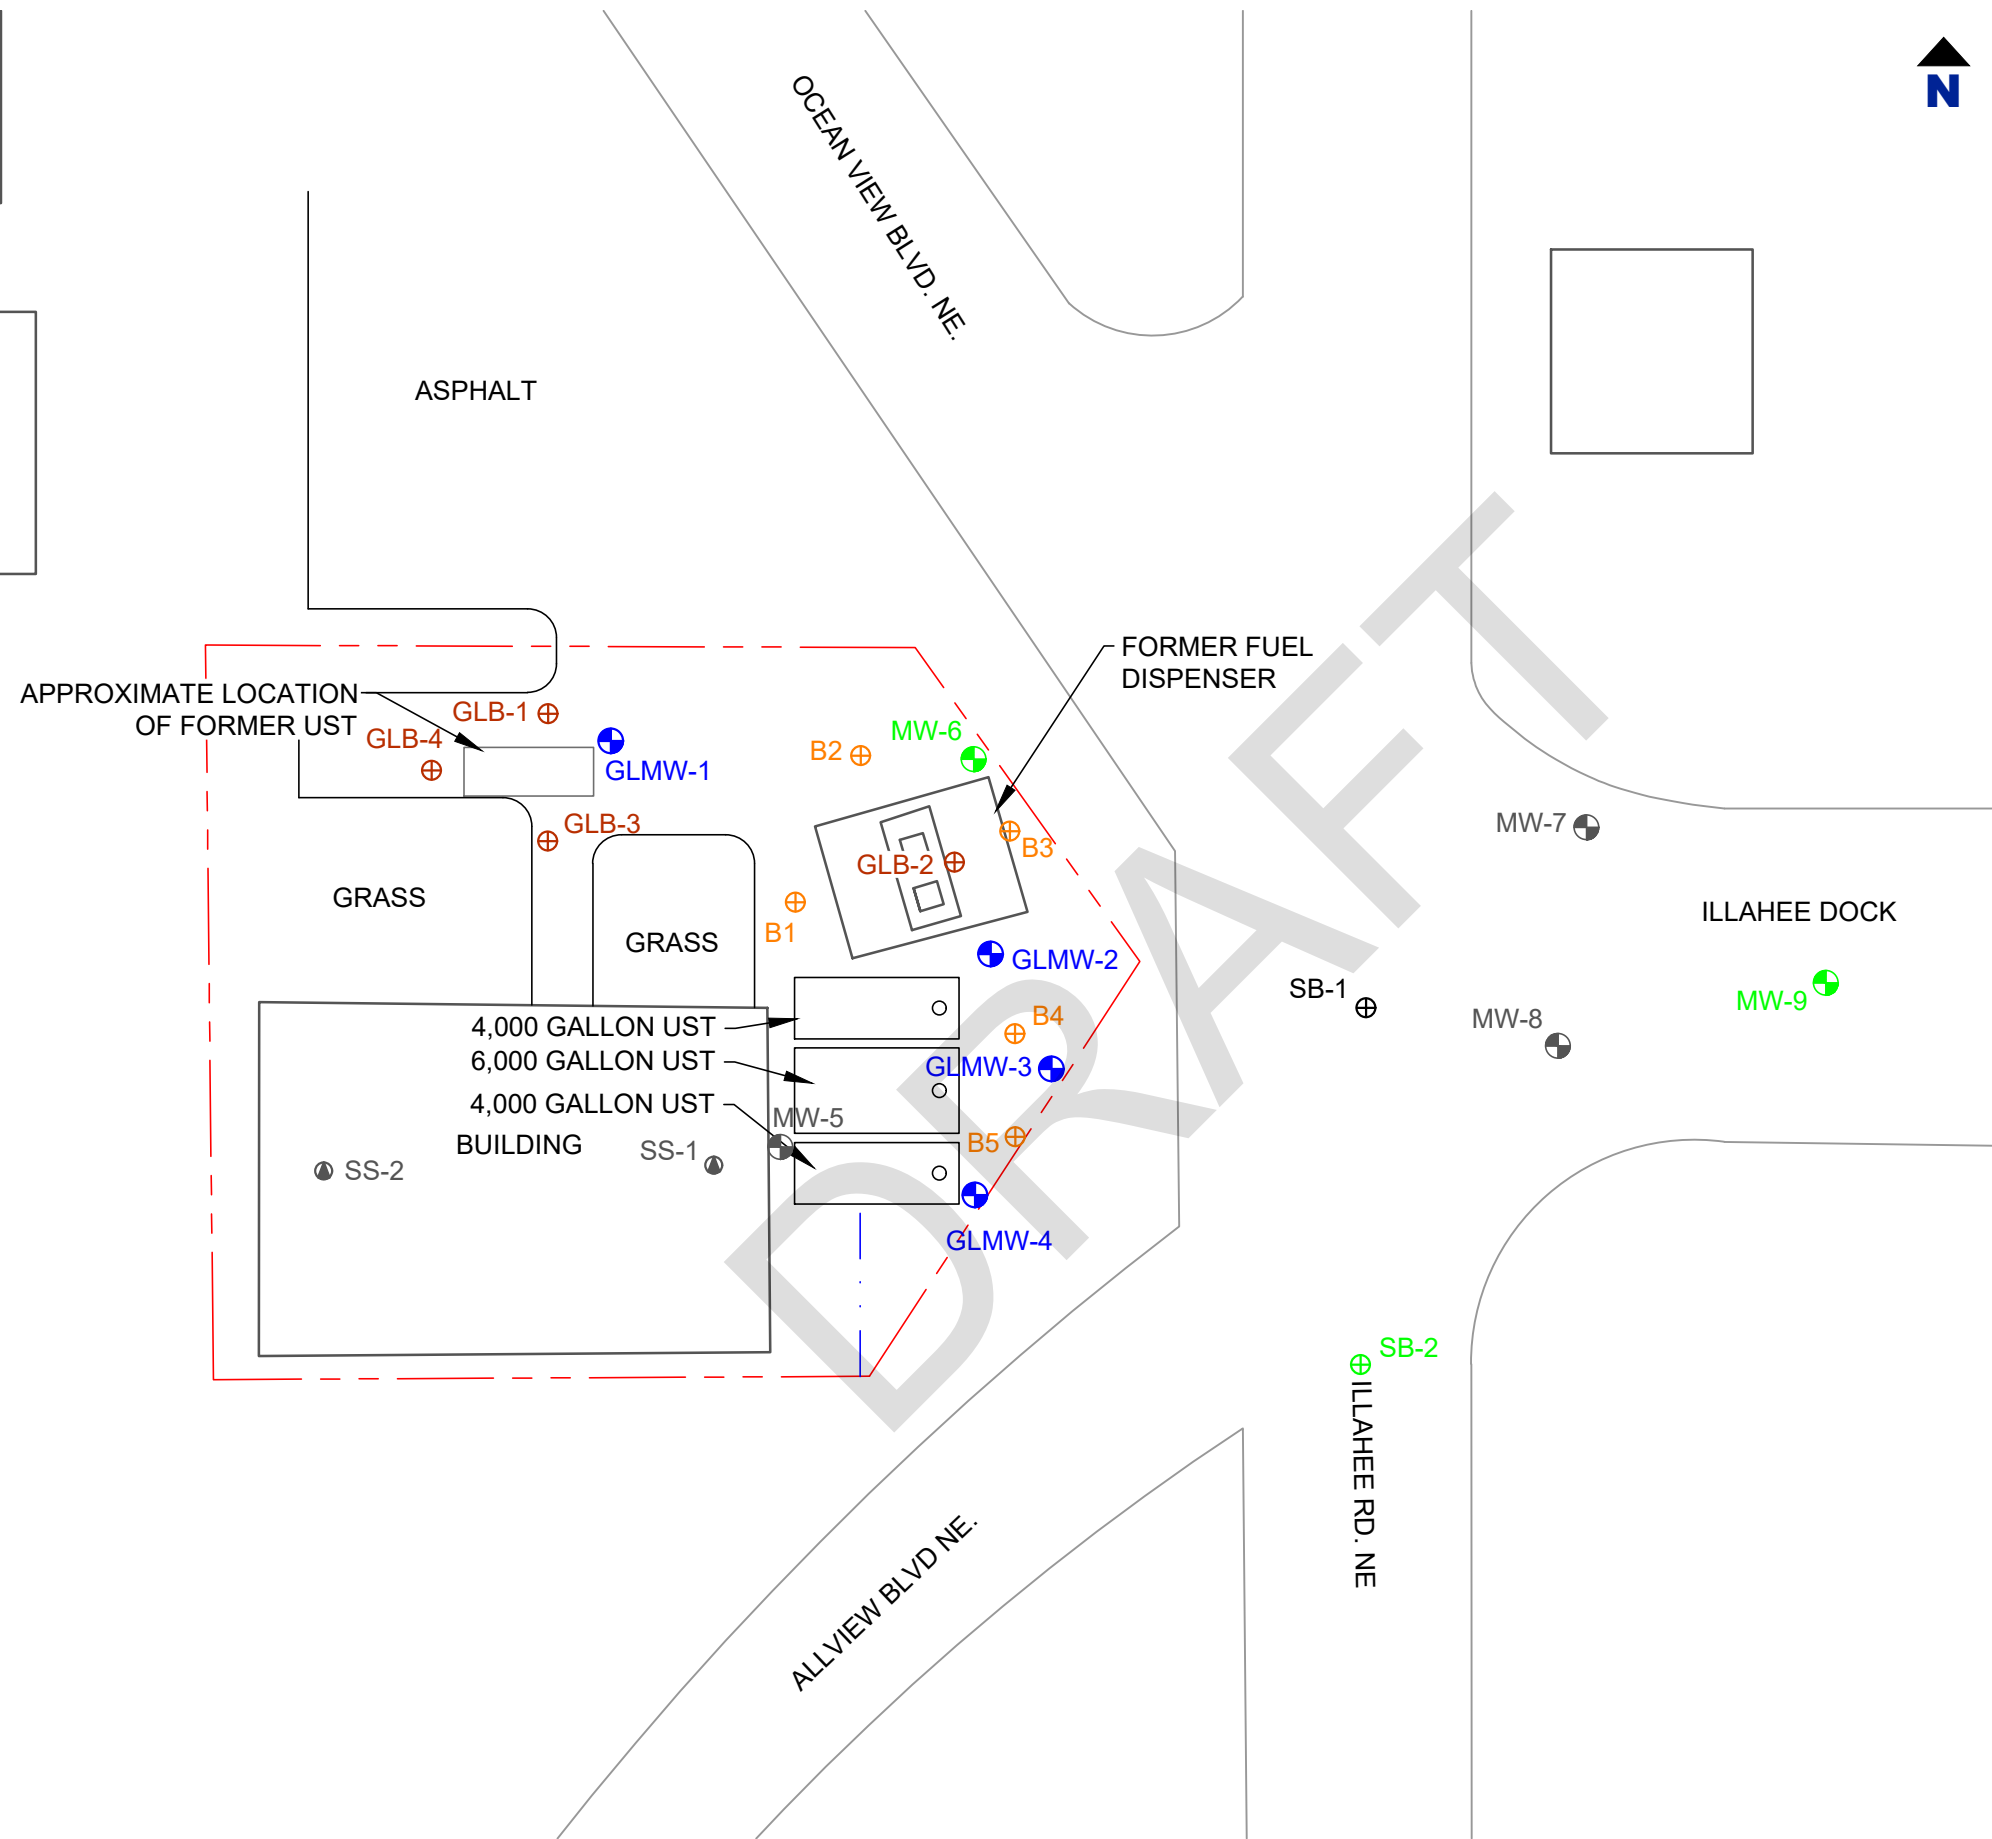 N
OCEAN VIEW BLVD. NE.
ASPHALT
FORMER FUEL
DISPENSER
APPROXIMATE LOCATION
OF FORMER UST
GLB-1
GLB-4
GLMW-1
B2
MW-6
GLB-3
GLB-2
B3
MW-7
GRASS
GRASS
B1
GLMW-2
ILLAHEE DOCK
SB-1
MW-9
MW-8
4,000 GALLON UST
B4
6,000 GALLON UST
GLMW-3
4,000 GALLON UST
MW-5
BUILDING
SS-1
B5
SS-2
GLMW-4
SB-2
ILLAHEE RD. NE
ALLVIEW BLVD NE.
DRAFT